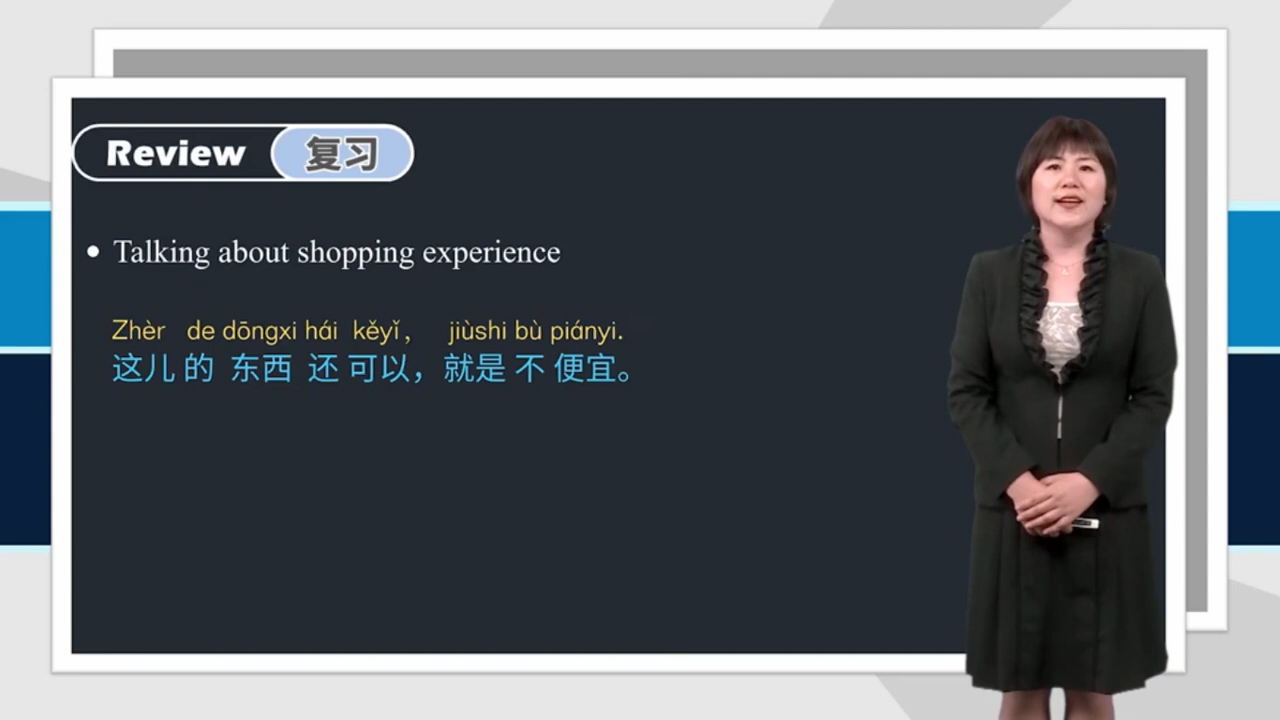 Review 复习
• Talking about shopping experience
Zhèr de dōngxi hái kěyǐ, jiùshi bù piányi.
这儿的 东西 还可以，就是不便宜。